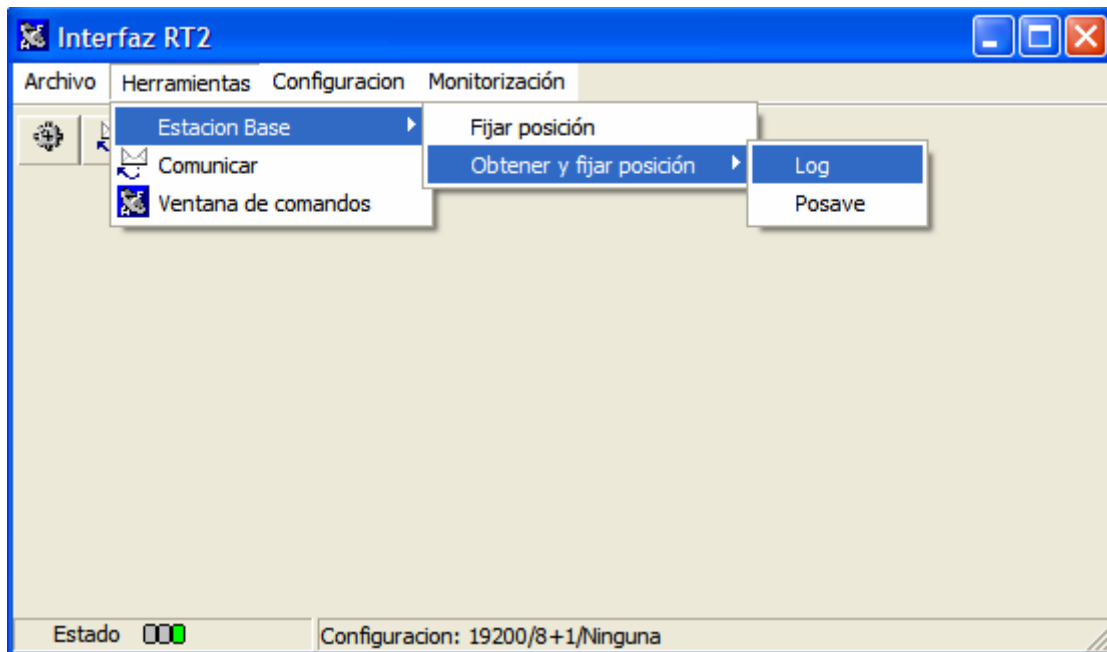 Interfaz RT2
Archivo Herramientas Configuracion Monitorización
Estacion Base Fijar posición
Comunicar Obtener y fijar posición Log
Ventana de comandos Posave
Estado Configuracion: 19200/8+1/Ninguna